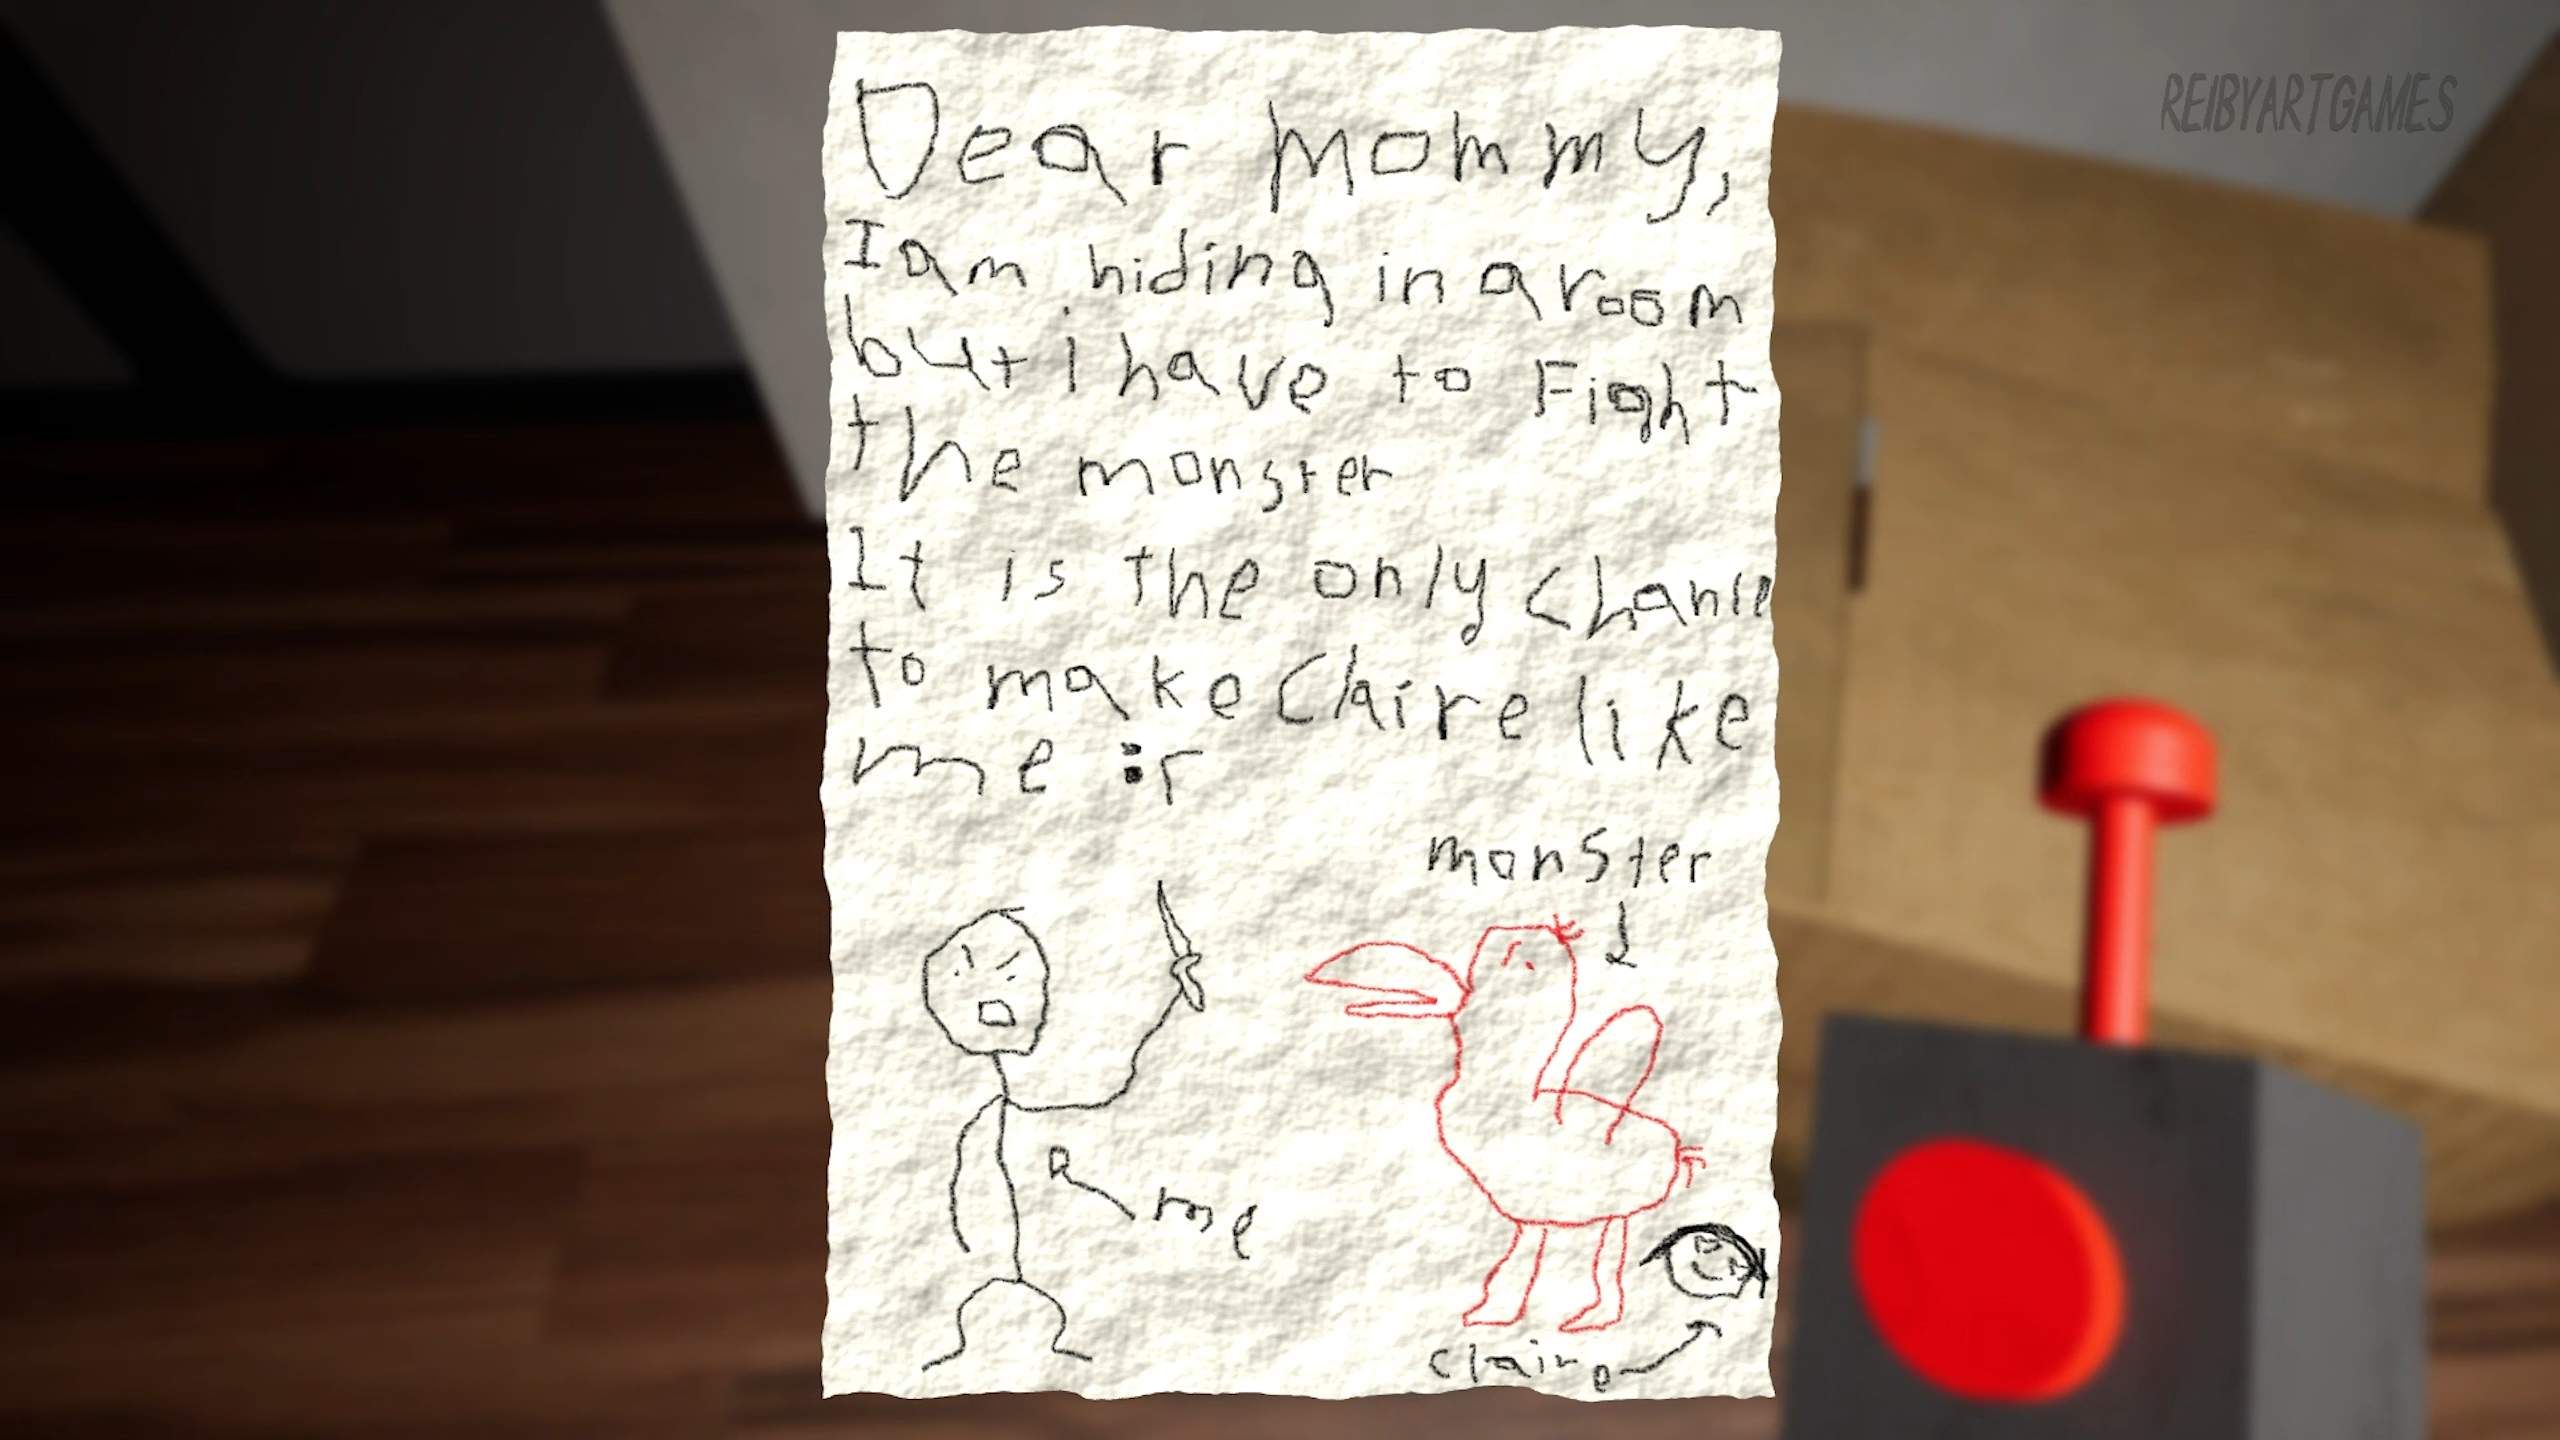 REIBYARTGAMES
Dear Mommy,
I am hiding in a room
but i have to Fight
the monster
It is the only chance
to make Claire like
me :r
monster
me
claire